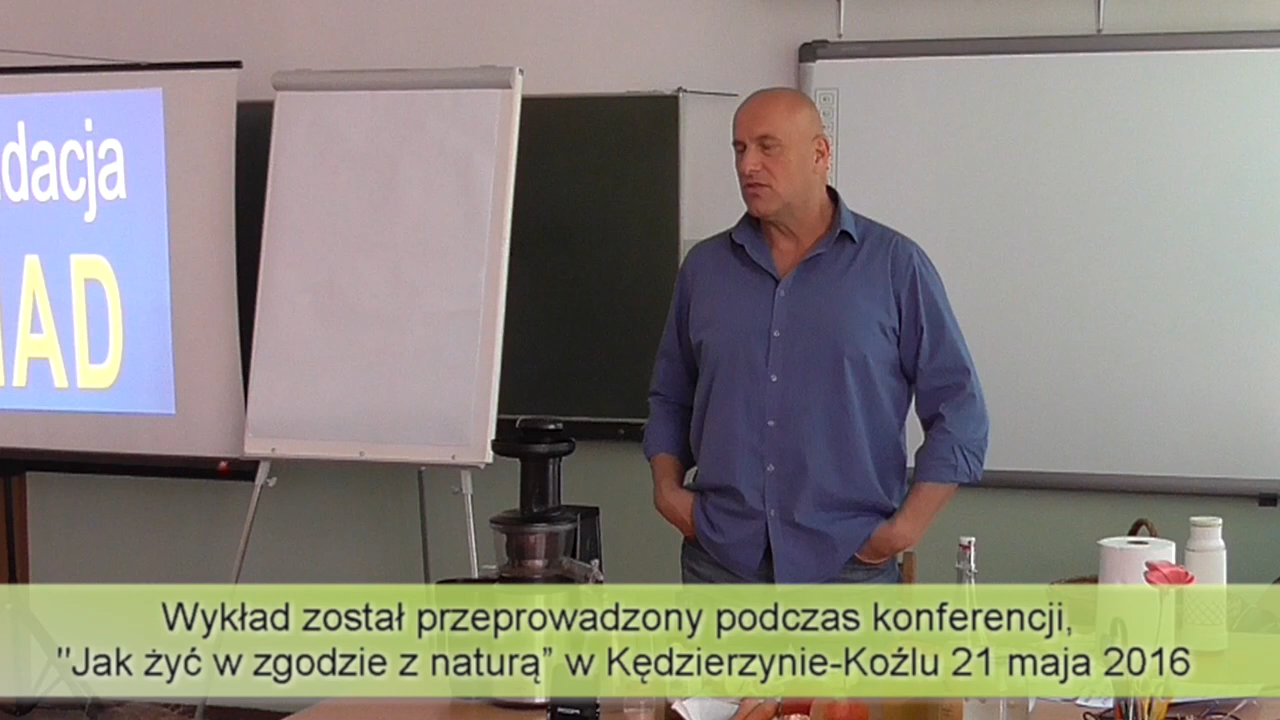 dacja
AD
Wykład został przeprowadzony podczas konferencji,
"Jak żyć w zgodzie z naturą” w Kędzierzynie-Koźlu 21 maja 2016